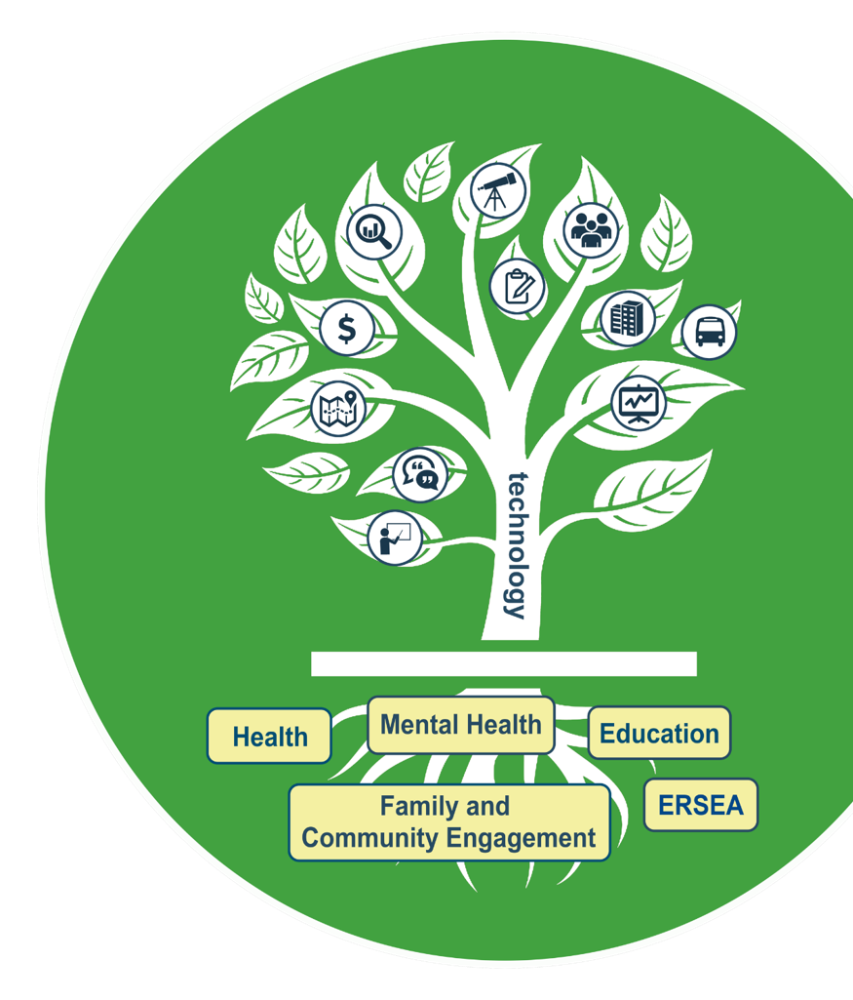 $
technology
Health
Mental Health
Education
Family and
Community Engagement
ERSEA